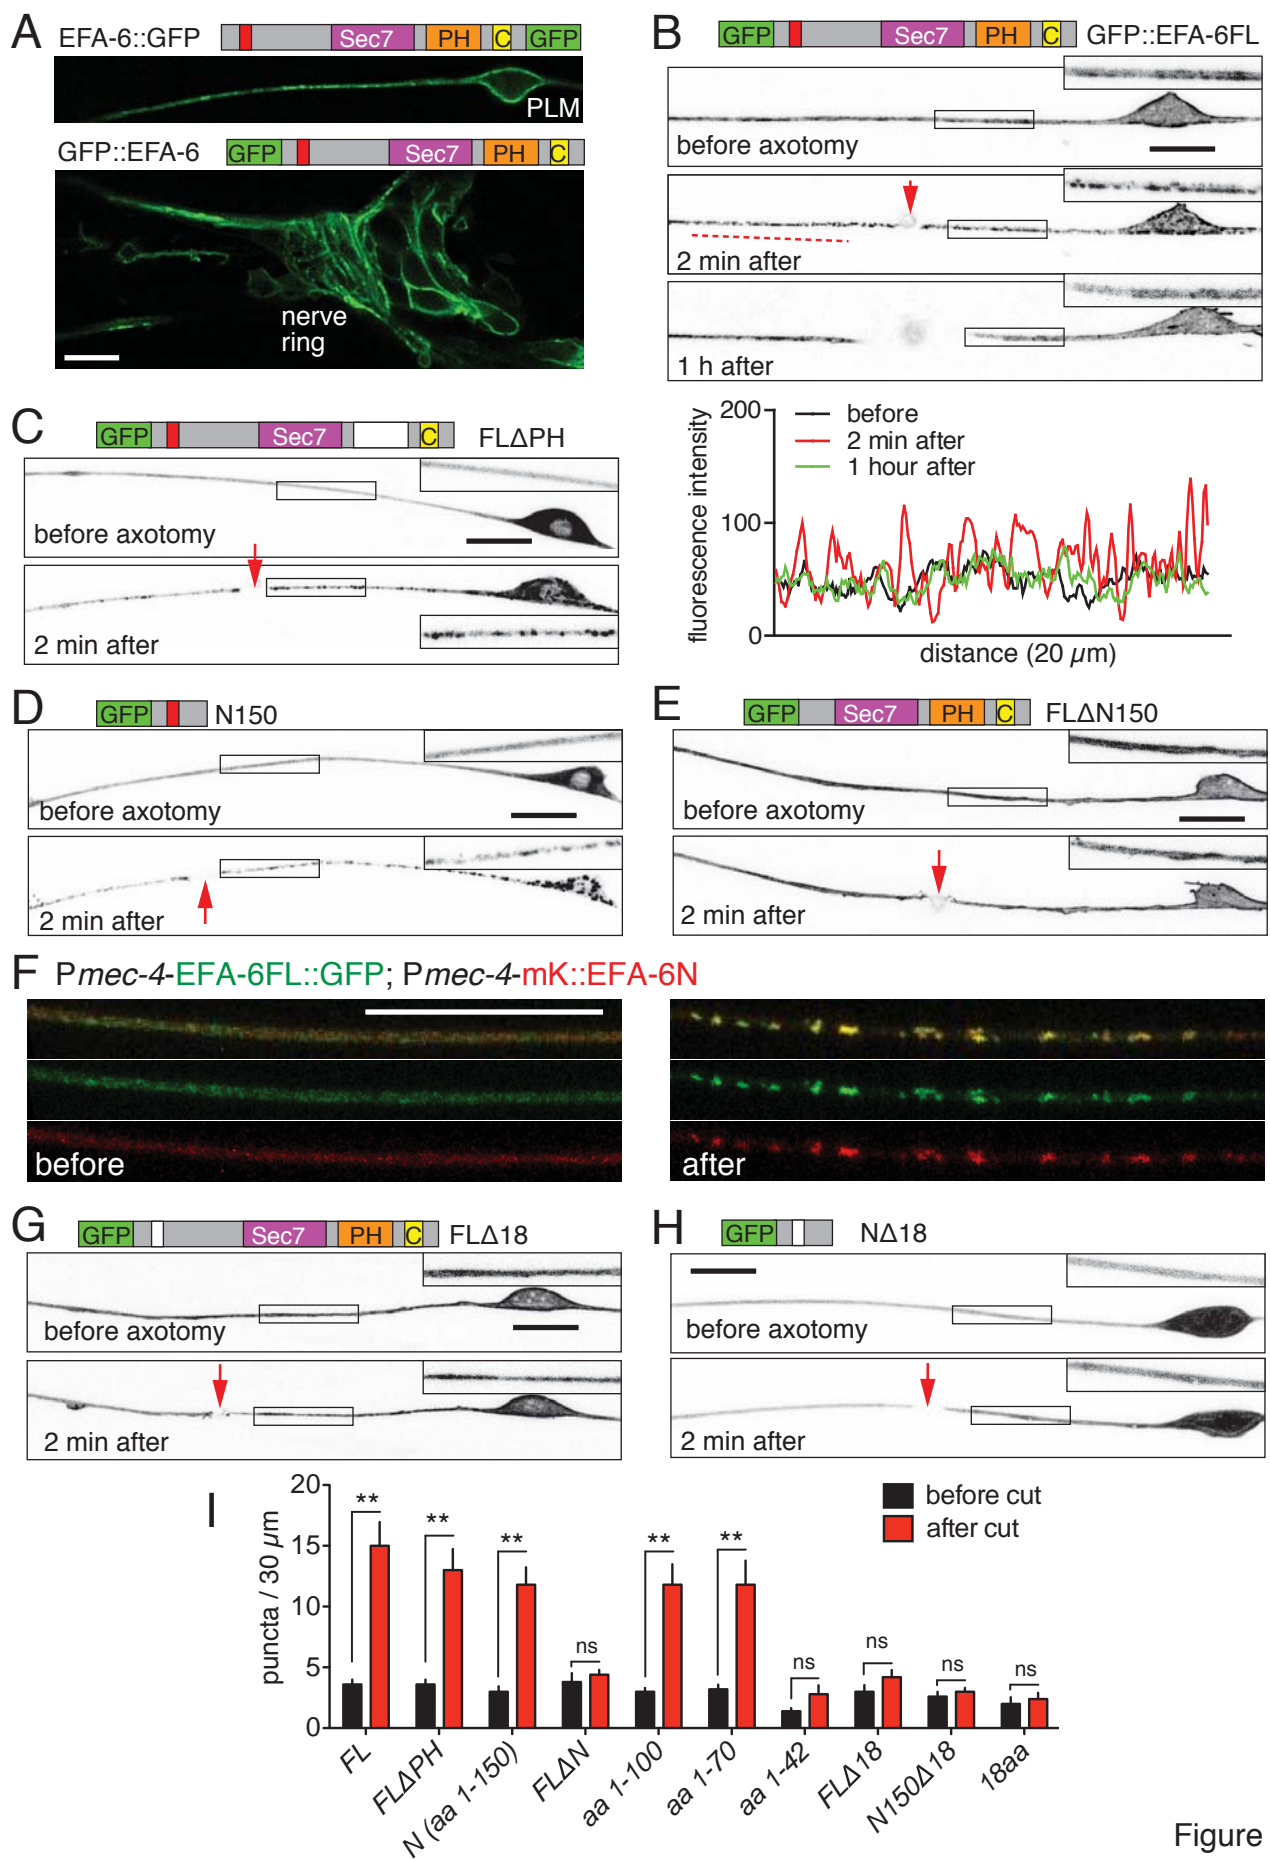 A
EFA-6::GFP
Sec7 PH C GFP
PLM
GFP::EFA-6
GFP Sec7 PH C
nerve
ring
B
GFP Sec7 PH C
GFP::EFA-6FL
before axotomy
2 min after
1 h after
200
100
0
fluorescence intensity
before
2 min after
1 hour after
distance (20 µm)
C
GFP Sec7 C
FLΔPH
before axotomy
2 min after
D
GFP
N150
before axotomy
2 min after
E
GFP Sec7 PH C
FLΔN150
before axotomy
2 min after
F
Pmec-4-EFA-6FL::GFP; Pmec-4-mK::EFA-6N
before
after
G
GFP Sec7 PH C
FLΔ18
before axotomy
2 min after
H
GFP
NΔ18
before axotomy
2 min after
I
puncta / 30 µm
20
15
10
5
0
before cut
after cut
** ** ** ns ** ** ns ns ns ns
FL
FLΔPH
N (aa 1-150)
FLΔN
aa 1-100
aa 1-70
aa 1-42
FLΔ18
N150Δ18
18aa
Figure